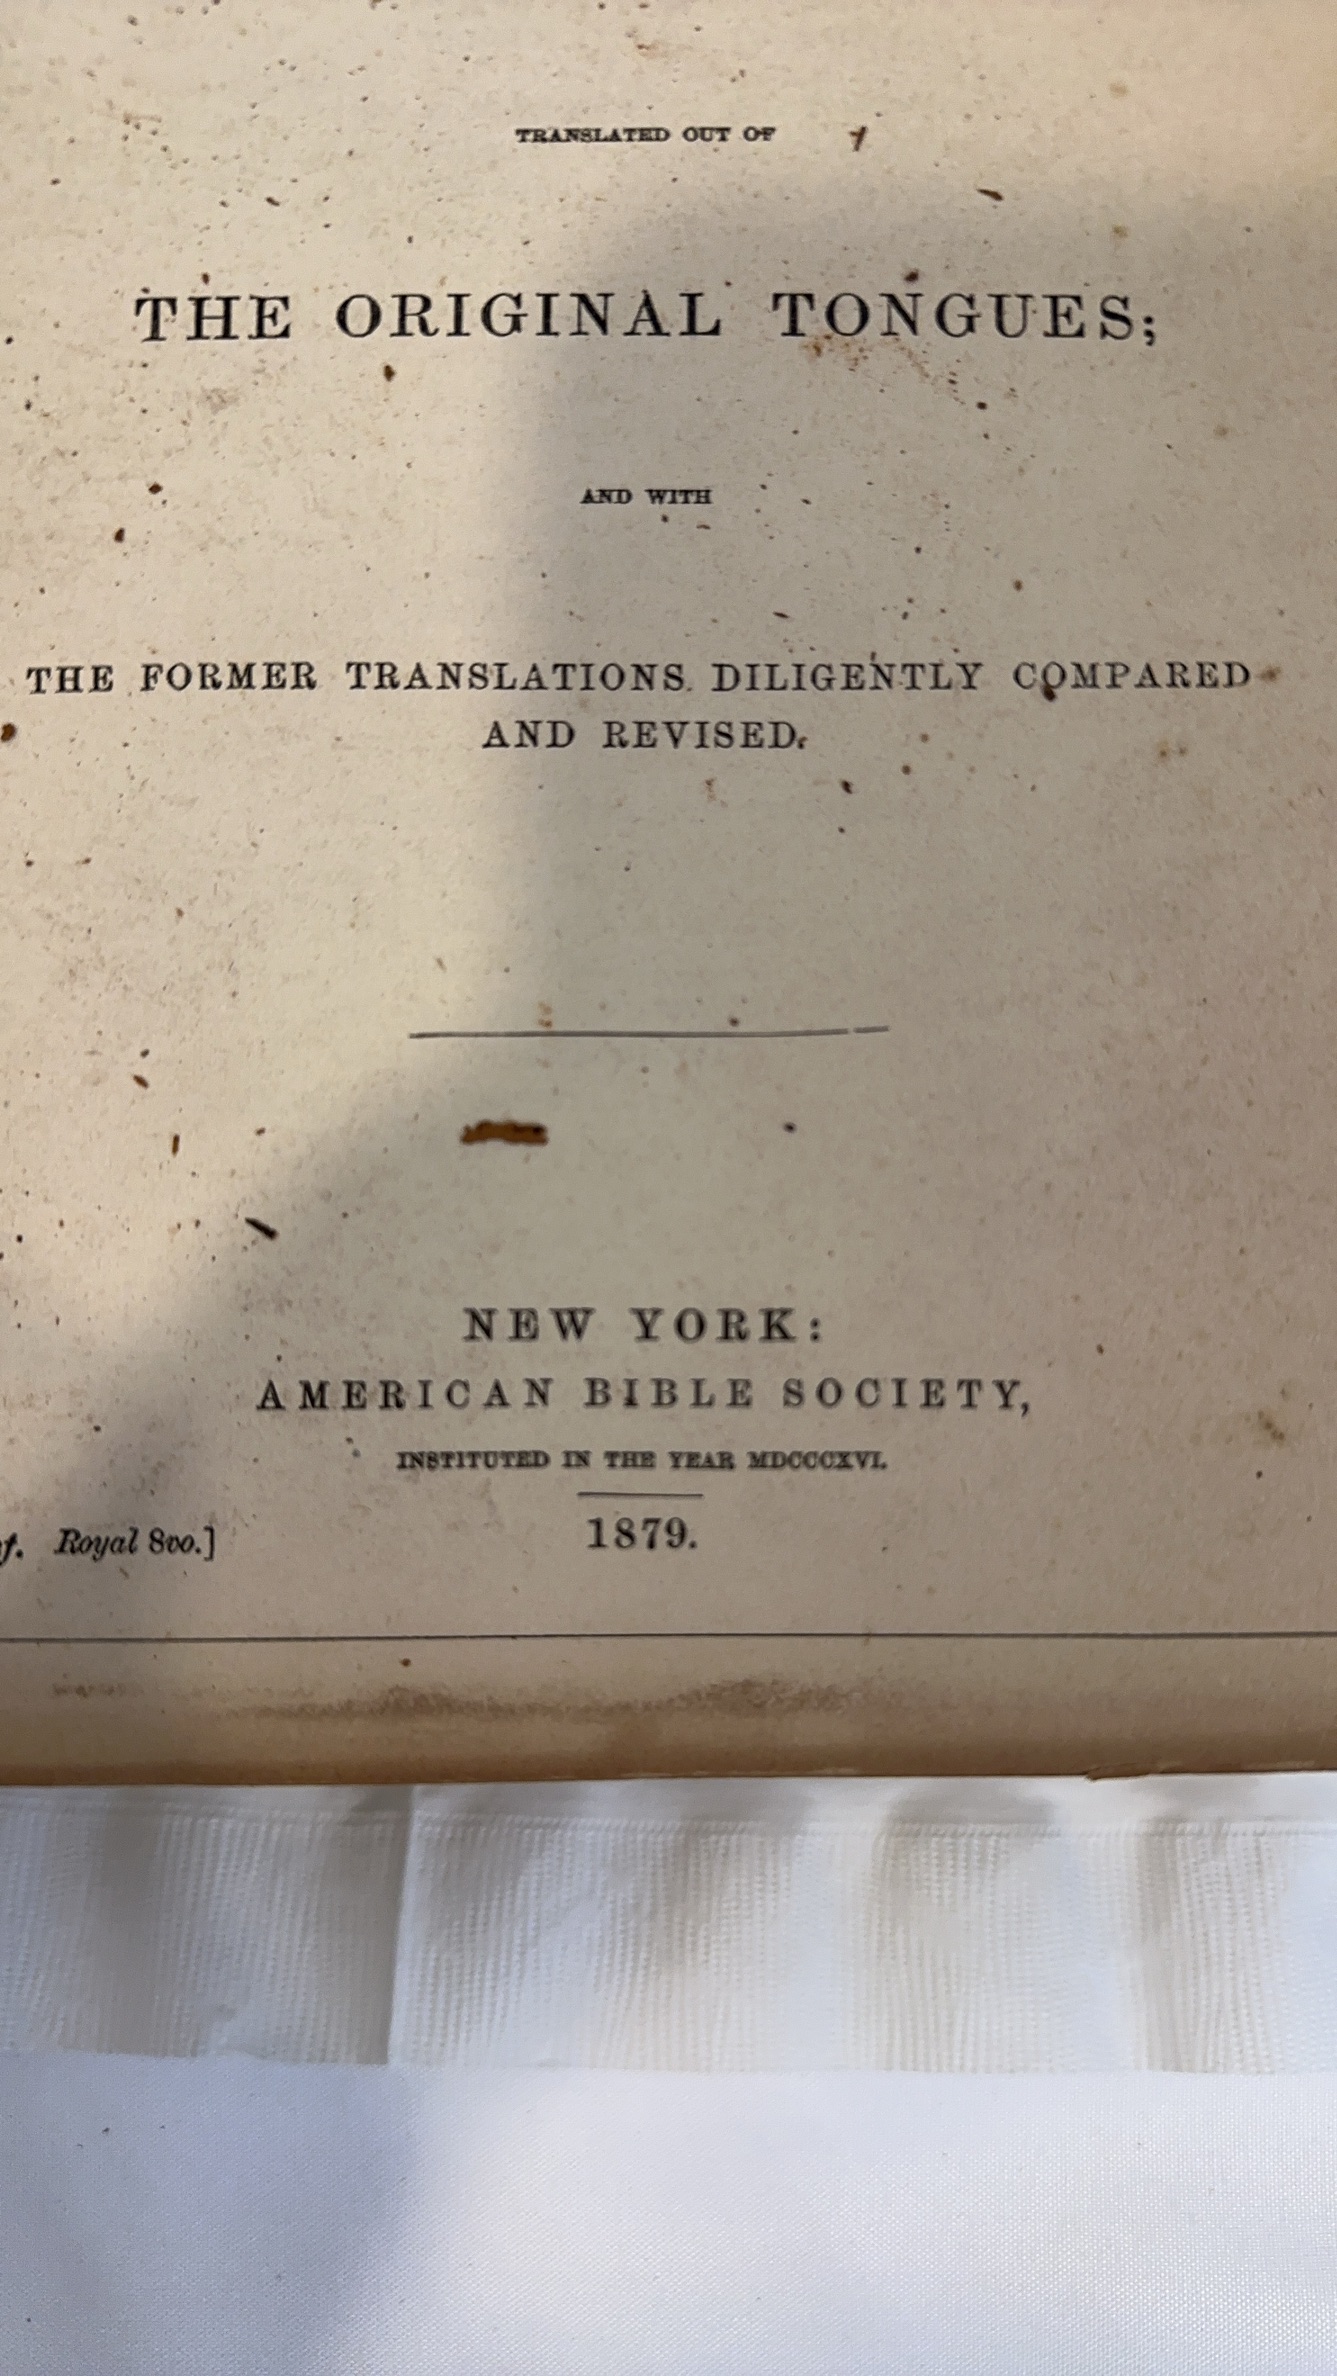 TRANSLATED OUT OF
THE ORIGINAL TONGUES;
AND WITH
THE FORMER TRANSLATIONS DILIGENTLY COMPARED
AND REVISED.
NEW YORK:
AMERICAN BIBLE SOCIETY,
INSTITUTED IN THE YEAR MDCCCXVI.
1879.
Royal 8vo.]